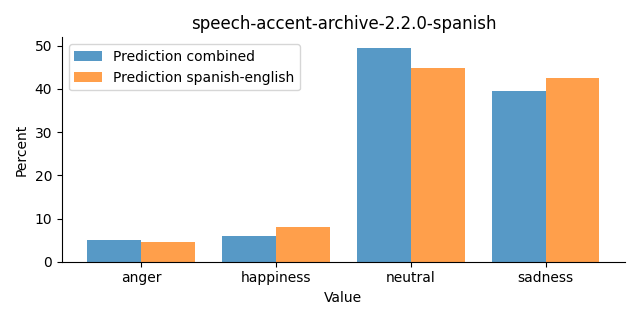 speech-accent-archive-2.2.0-spanish
Prediction combined
Prediction spanish-english
Percent
50
40
30
20
10
0
anger happiness neutral sadness
Value